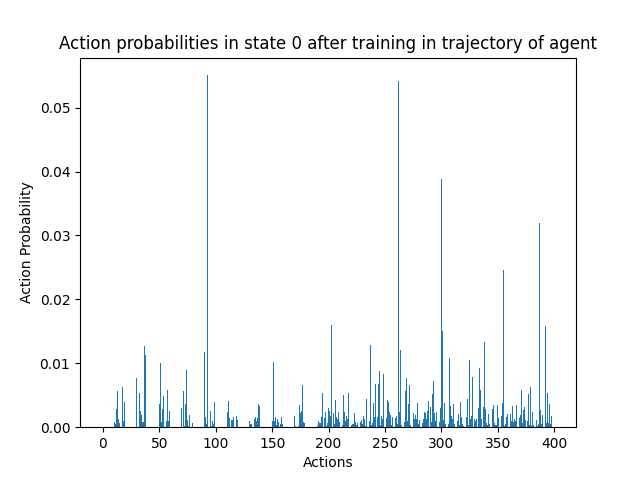 Action probabilities in state 0 after training in trajectory of agent
Action Probability
0.05
0.04
0.03
0.02
0.01
0.00
0 50 100 150 200 250 300 350 400
Actions